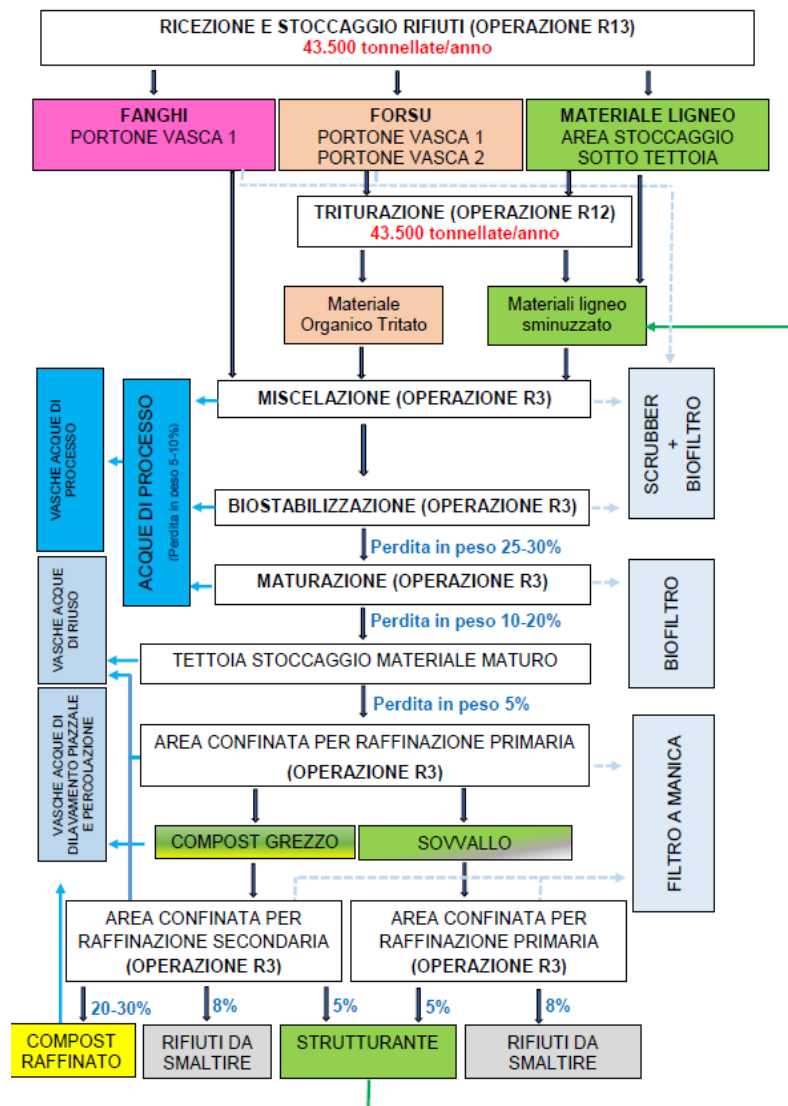 RICEZIONE E STOCCAGGIO RIFIUTI (OPERAZIONE R13)
43.500 tonnellate/anno
FANGHI
PORTONE VASCA 1
FORSU
PORTONE VASCA 1
PORTONE VASCA 2
MATERIALE LIGNEO
AREA STOCCAGGIO
SOTTO TETTOIA
TRITURAZIONE (OPERAZIONE R12)
43.500 tonnellate/anno
Materiale
Organico Tritato
Materiali ligneo
sminuzzato
MISCELAZIONE (OPERAZIONE R3)
VASCHE ACQUE DI
PROCESSO
ACQUE DI PROCESSO
(Perdita in peso 5-10%)
SCRUBBER
+
BIOFILTRO
BIOSTABILIZZAZIONE (OPERAZIONE R3)
Perdita in peso 25-30%
MATURAZIONE (OPERAZIONE R3)
VASCHE ACQUE
DI RIUSO
BIOFILTRO
Perdita in peso 10-20%
TETTOIA STOCCAGGIO MATERIALE MATURO
Perdita in peso 5%
VASCHE ACQUE DI
DILAVAMENTO PIAZZALE
E PERCOLAZIONE
AREA CONFINATA PER RAFFINAZIONE PRIMARIA
(OPERAZIONE R3)
FILTRO A MANICA
COMPOST GREZZO
SOVVALLO
AREA CONFINATA PER
RAFFINAZIONE SECONDARIA
(OPERAZIONE R3)
AREA CONFINATA PER
RAFFINAZIONE PRIMARIA
(OPERAZIONE R3)
20-30%
8%
5%
5%
8%
COMPOST
RAFFINATO
RIFIUTI DA
SMALTIRE
STRUTTURANTE
RIFIUTI DA
SMALTIRE